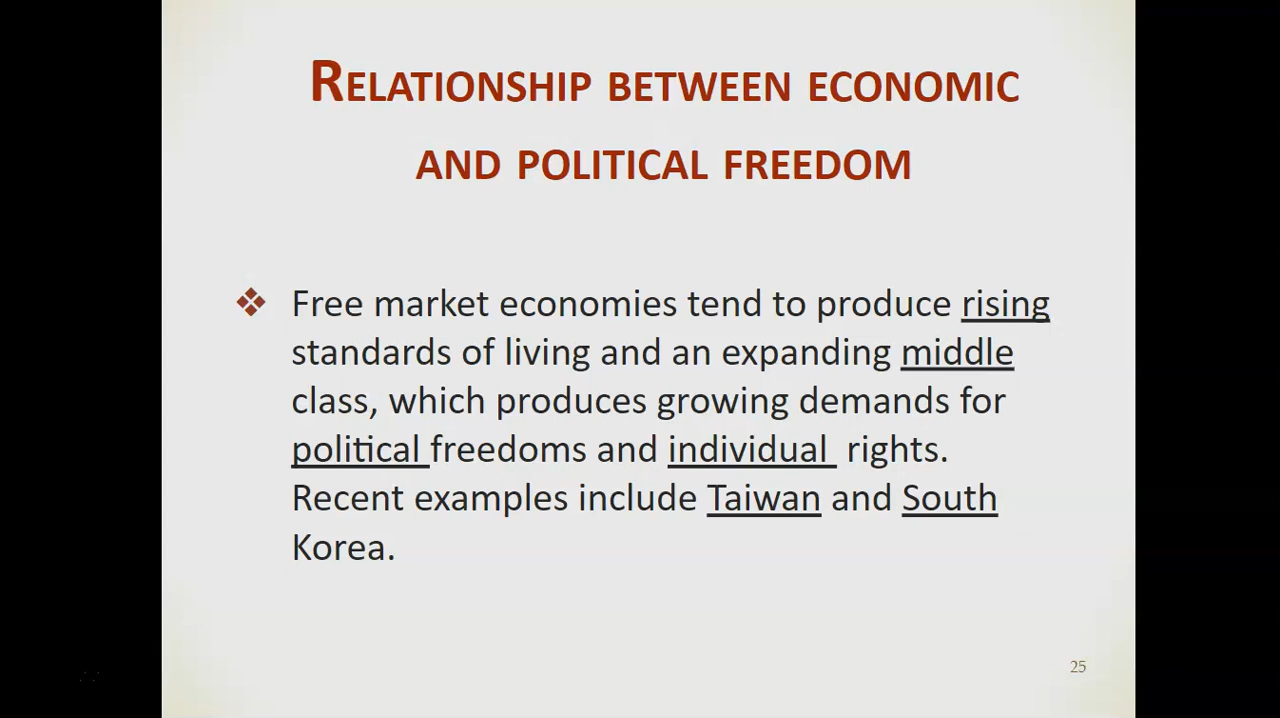 RELATIONSHIP BETWEEN ECONOMIC
AND POLITICAL FREEDOM
❖ Free market economies tend to produce rising
standards of living and an expanding middle
class, which produces growing demands for
political freedoms and individual rights.
Recent examples include Taiwan and South
Korea.
25